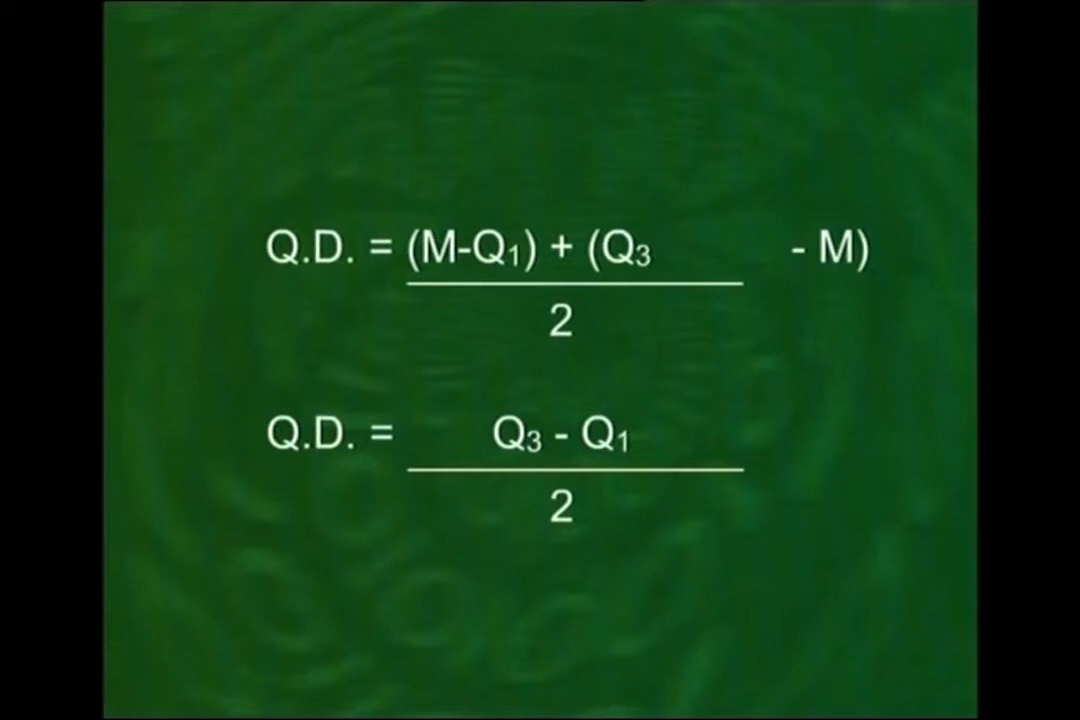 Q.D. = (M-Q₁) + (Q₃ - M)
2
Q.D. = Q₃ - Q₁
2